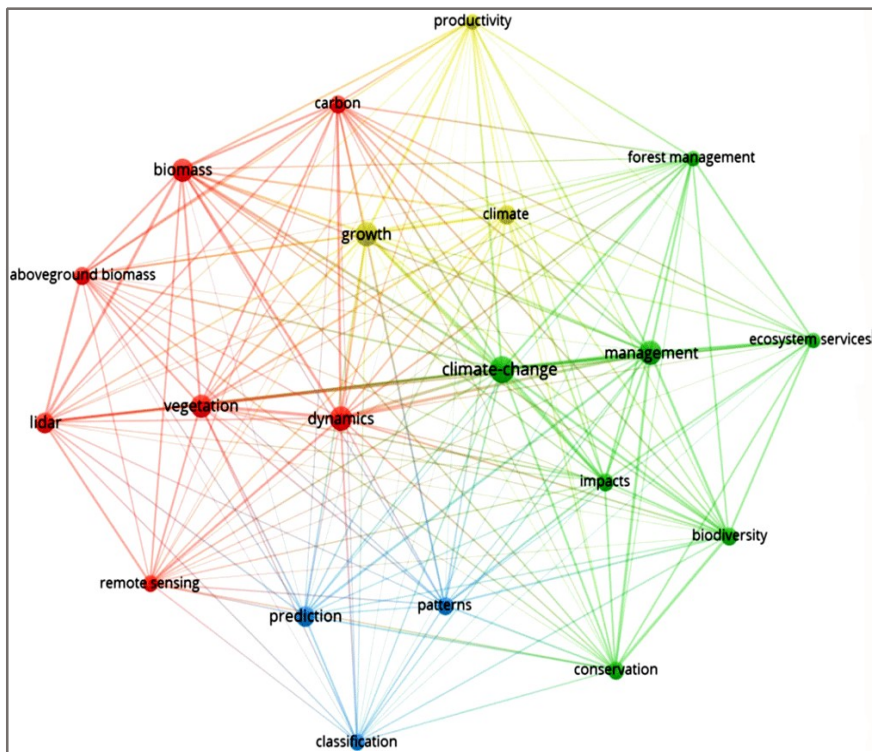 productivity
carbon
forest management
biomass
climate
growth
aboveground biomass
ecosystem services
management
climate-change
vegetation
dynamics
lidar
impacts
biodiversity
remote sensing
patterns
prediction
conservation
classification